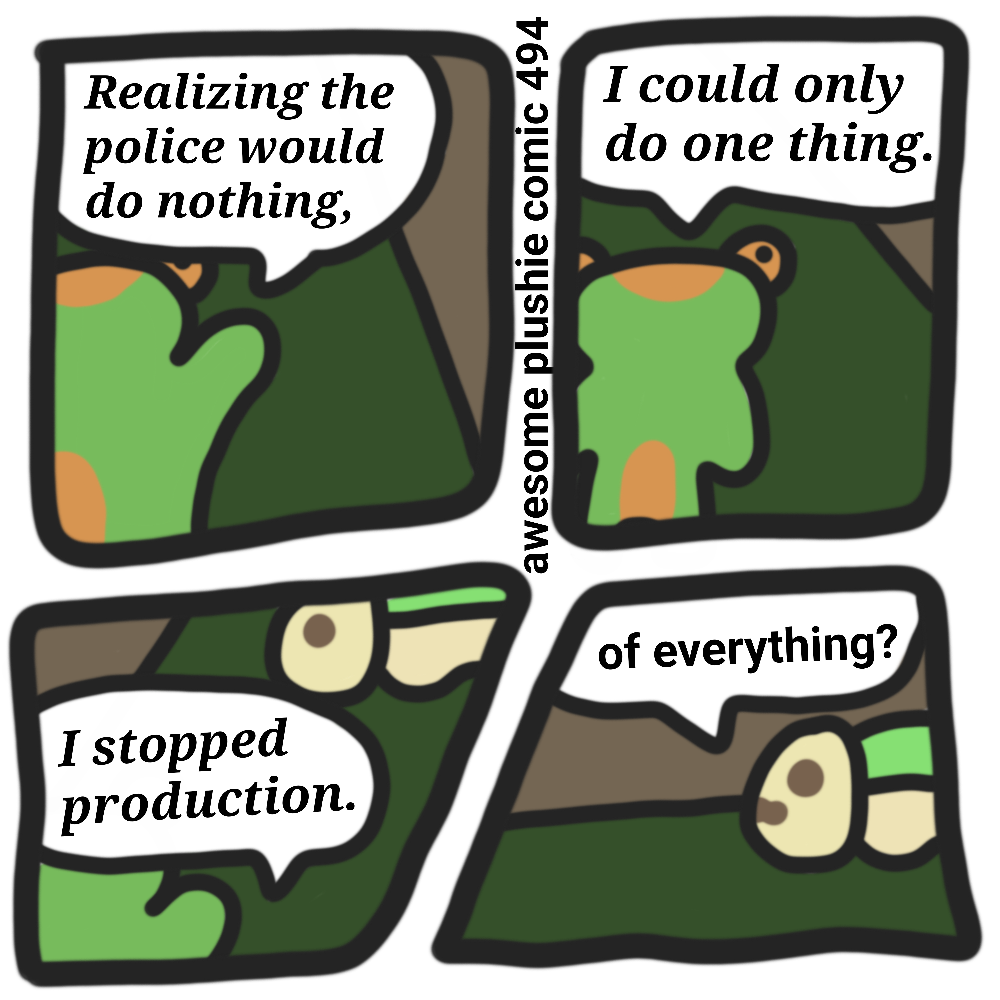 Realizing the
police would
do nothing,
awesome plushie comic 494
I could only
do one thing.
I stopped
production.
of everything?